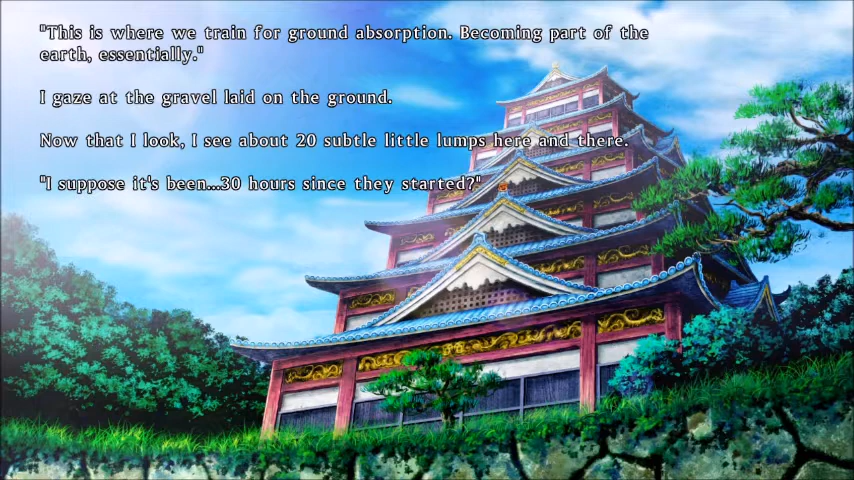 "This is where we train for ground absorption. Becoming part of the
earth, essentially."
I gaze at the gravel laid on the ground.
Now that I look, I see about 20 subtle little lumps here and there.
"I suppose it's been...30 hours since they started?"